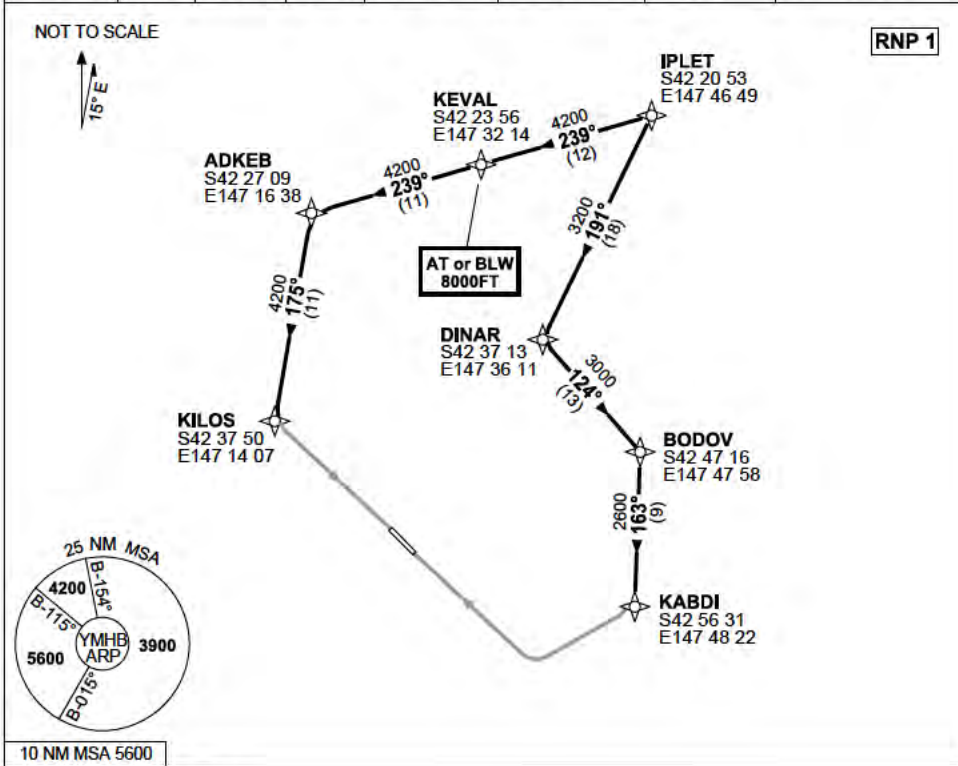 NOT TO SCALE
15° E
RNP 1
IPLET
S42 20 53
E147 46 49
KEVAL
S42 23 56
E147 32 14
4200
239°
(12)
ADKEB
S42 27 09
E147 16 38
4200
239°
(11)
3200
191°
(18)
AT or BLW
8000FT
4200
175°
(11)
DINAR
S42 37 13
E147 36 11
3000
124°
(13)
KILOS
S42 37 50
E147 14 07
BODOV
S42 47 16
E147 47 58
2600
163°
(9)
25 NM MSA
4200
B-154°
B-115°
YMHB
ARP
3900
5600
B-015°
KABDI
S42 56 31
E147 48 22
10 NM MSA 5600